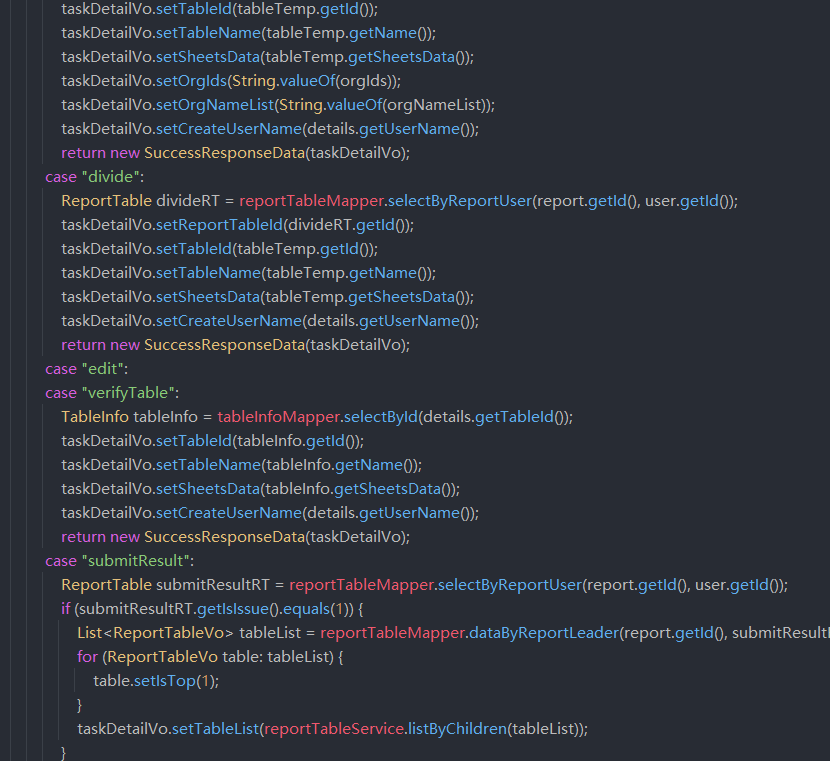 taskDetailVo.setTableId(tableTemp.getId());
taskDetailVo.setTableName(tableTemp.getName());
taskDetailVo.setSheetsData(tableTemp.getSheetsData());
taskDetailVo.setOrgIds(String.valueOf(orgIds));
taskDetailVo.setOrgNameList(String.valueOf(orgNameList));
taskDetailVo.setCreateUserName(details.getUserName());
return new SuccessResponseData(taskDetailVo);
case "divide":
ReportTable divideRT = reportTableMapper.selectByReportUser(report.getId(), user.getId());
taskDetailVo.setReportTableId(divideRT.getId());
taskDetailVo.setTableId(tableTemp.getId());
taskDetailVo.setTableName(tableTemp.getName());
taskDetailVo.setSheetsData(tableTemp.getSheetsData());
taskDetailVo.setCreateUserName(details.getUserName());
return new SuccessResponseData(taskDetailVo);
case "edit":
case "verifyTable":
TableInfo tableInfo = tableInfoMapper.selectById(details.getTableId());
taskDetailVo.setTableId(tableInfo.getId());
taskDetailVo.setTableName(tableInfo.getName());
taskDetailVo.setSheetsData(tableInfo.getSheetsData());
taskDetailVo.setCreateUserName(details.getUserName());
return new SuccessResponseData(taskDetailVo);
case "submitResult":
ReportTable submitResultRT = reportTableMapper.selectByReportUser(report.getId(), user.getId());
if (submitResultRT.getIsIssue().equals(1)) {
List<ReportTableVo> tableList = reportTableMapper.dataByReportLeader(report.getId(), submitResult
for (ReportTableVo table: tableList) {
table.setIsTop(1);
}
taskDetailVo.setTableList(reportTableService.listByChildren(tableList));
}